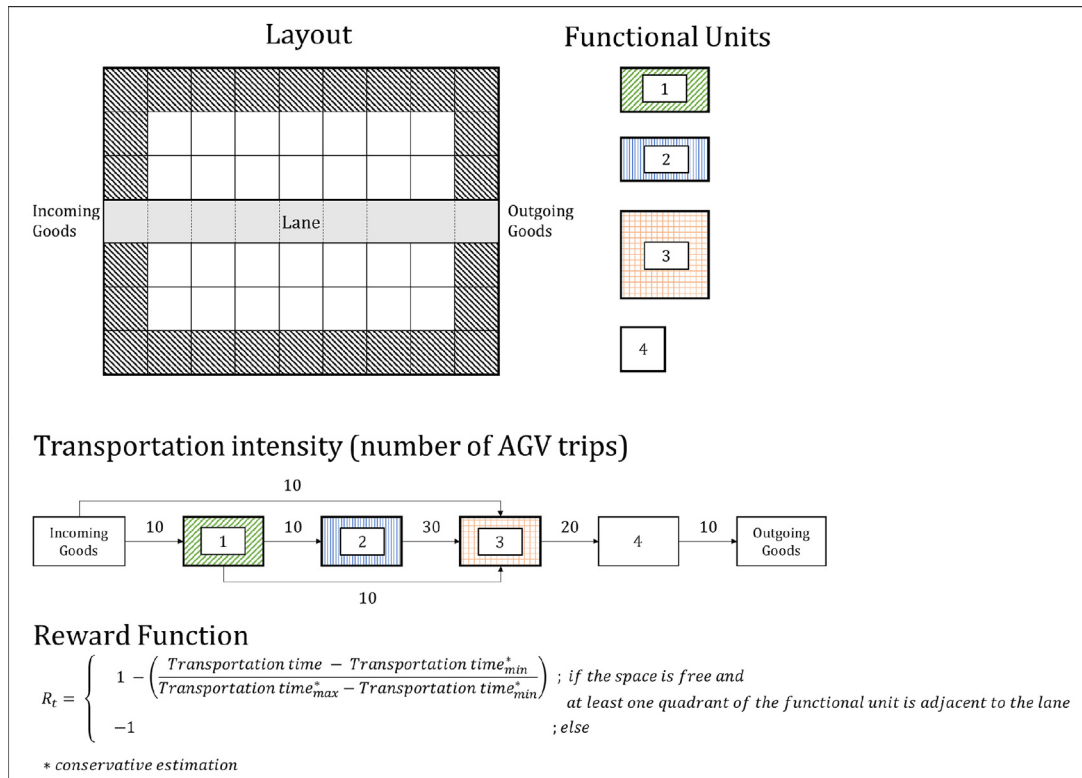 Layout
Functional Units
1
2
Incoming
Goods
Lane
Outgoing
Goods
3
4
Transportation intensity (number of AGV trips)
10
Incoming
Goods
10
1
10
2
30
3
20
4
10
Outgoing
Goods
10
Reward Function
R_t = { 1 - ( (Transportation time - Transportation time*_min) / (Transportation time*_max - Transportation time*_min) ) ; if the space is free and
at least one quadrant of the functional unit is adjacent to the lane
-1 ; else
* conservative estimation